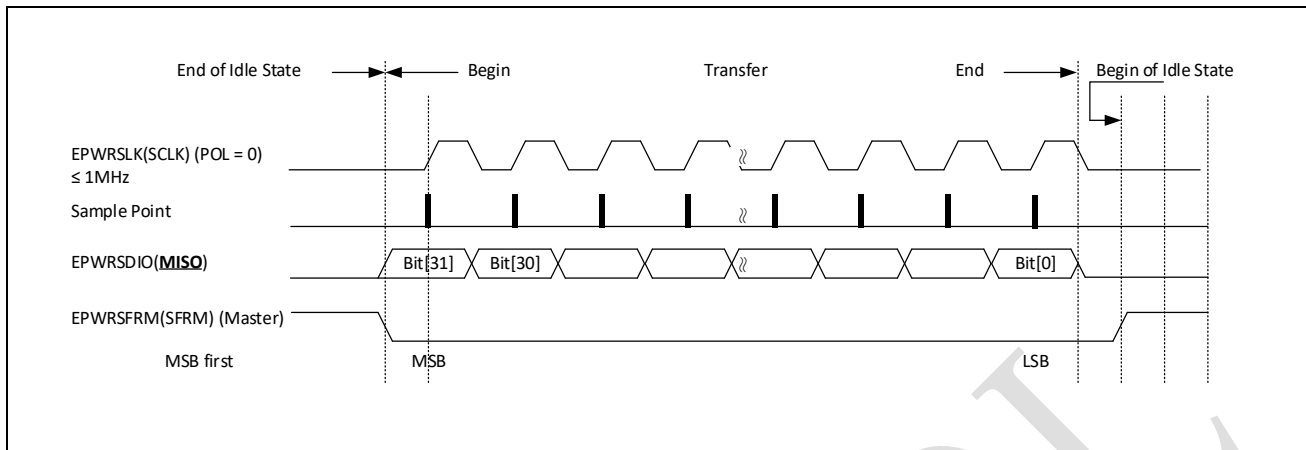 End of Idle State Begin Transfer End Begin of Idle State
EPWRSLK(SCLK) (POL = 0)
≤ 1MHz
Sample Point
EPWRSDIO(MISO) Bit[31] Bit[30] Bit[0]
EPWRSFRM(SFRM) (Master)
MSB first MSB LSB